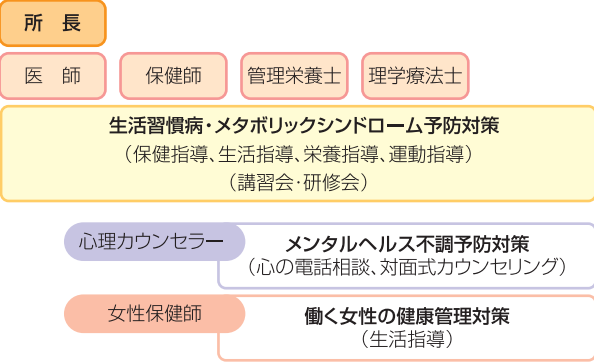 所 長
医 師 保健師 管理栄養士 理学療法士
生活習慣病・メタボリックシンドローム予防対策
（保健指導、生活指導、栄養指導、運動指導）
（講習会・研修会）
心理カウンセラー
メンタルヘルス不調予防対策
（心の電話相談、対面式カウンセリング）
女性保健師
働く女性の健康管理対策
（生活指導）